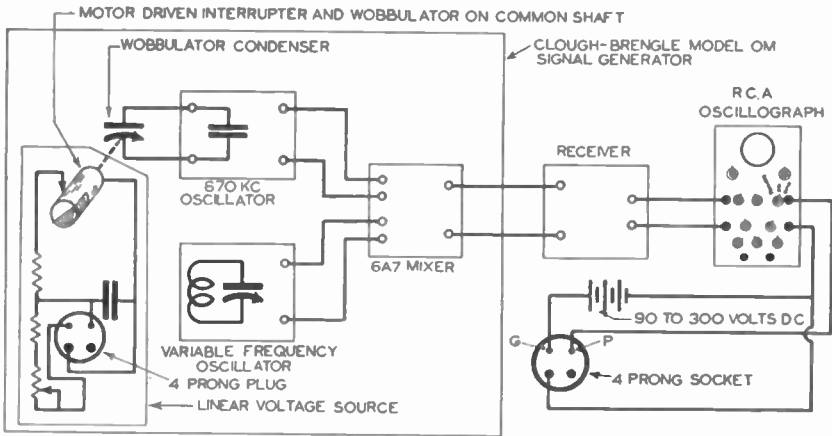 MOTOR DRIVEN INTERRUPTER AND WOBBULATOR ON COMMON SHAFT
WOBBULATOR CONDENSER
CLOUGH-BRENGLE MODEL OM
SIGNAL GENERATOR
R.C.A
OSCILLOGRAPH
RECEIVER
670 KC
OSCILLATOR
6A7 MIXER
VARIABLE FREQUENCY
OSCILLATOR
90 TO 300 VOLTS DC
G
P
4 PRONG PLUG
4 PRONG SOCKET
LINEAR VOLTAGE SOURCE